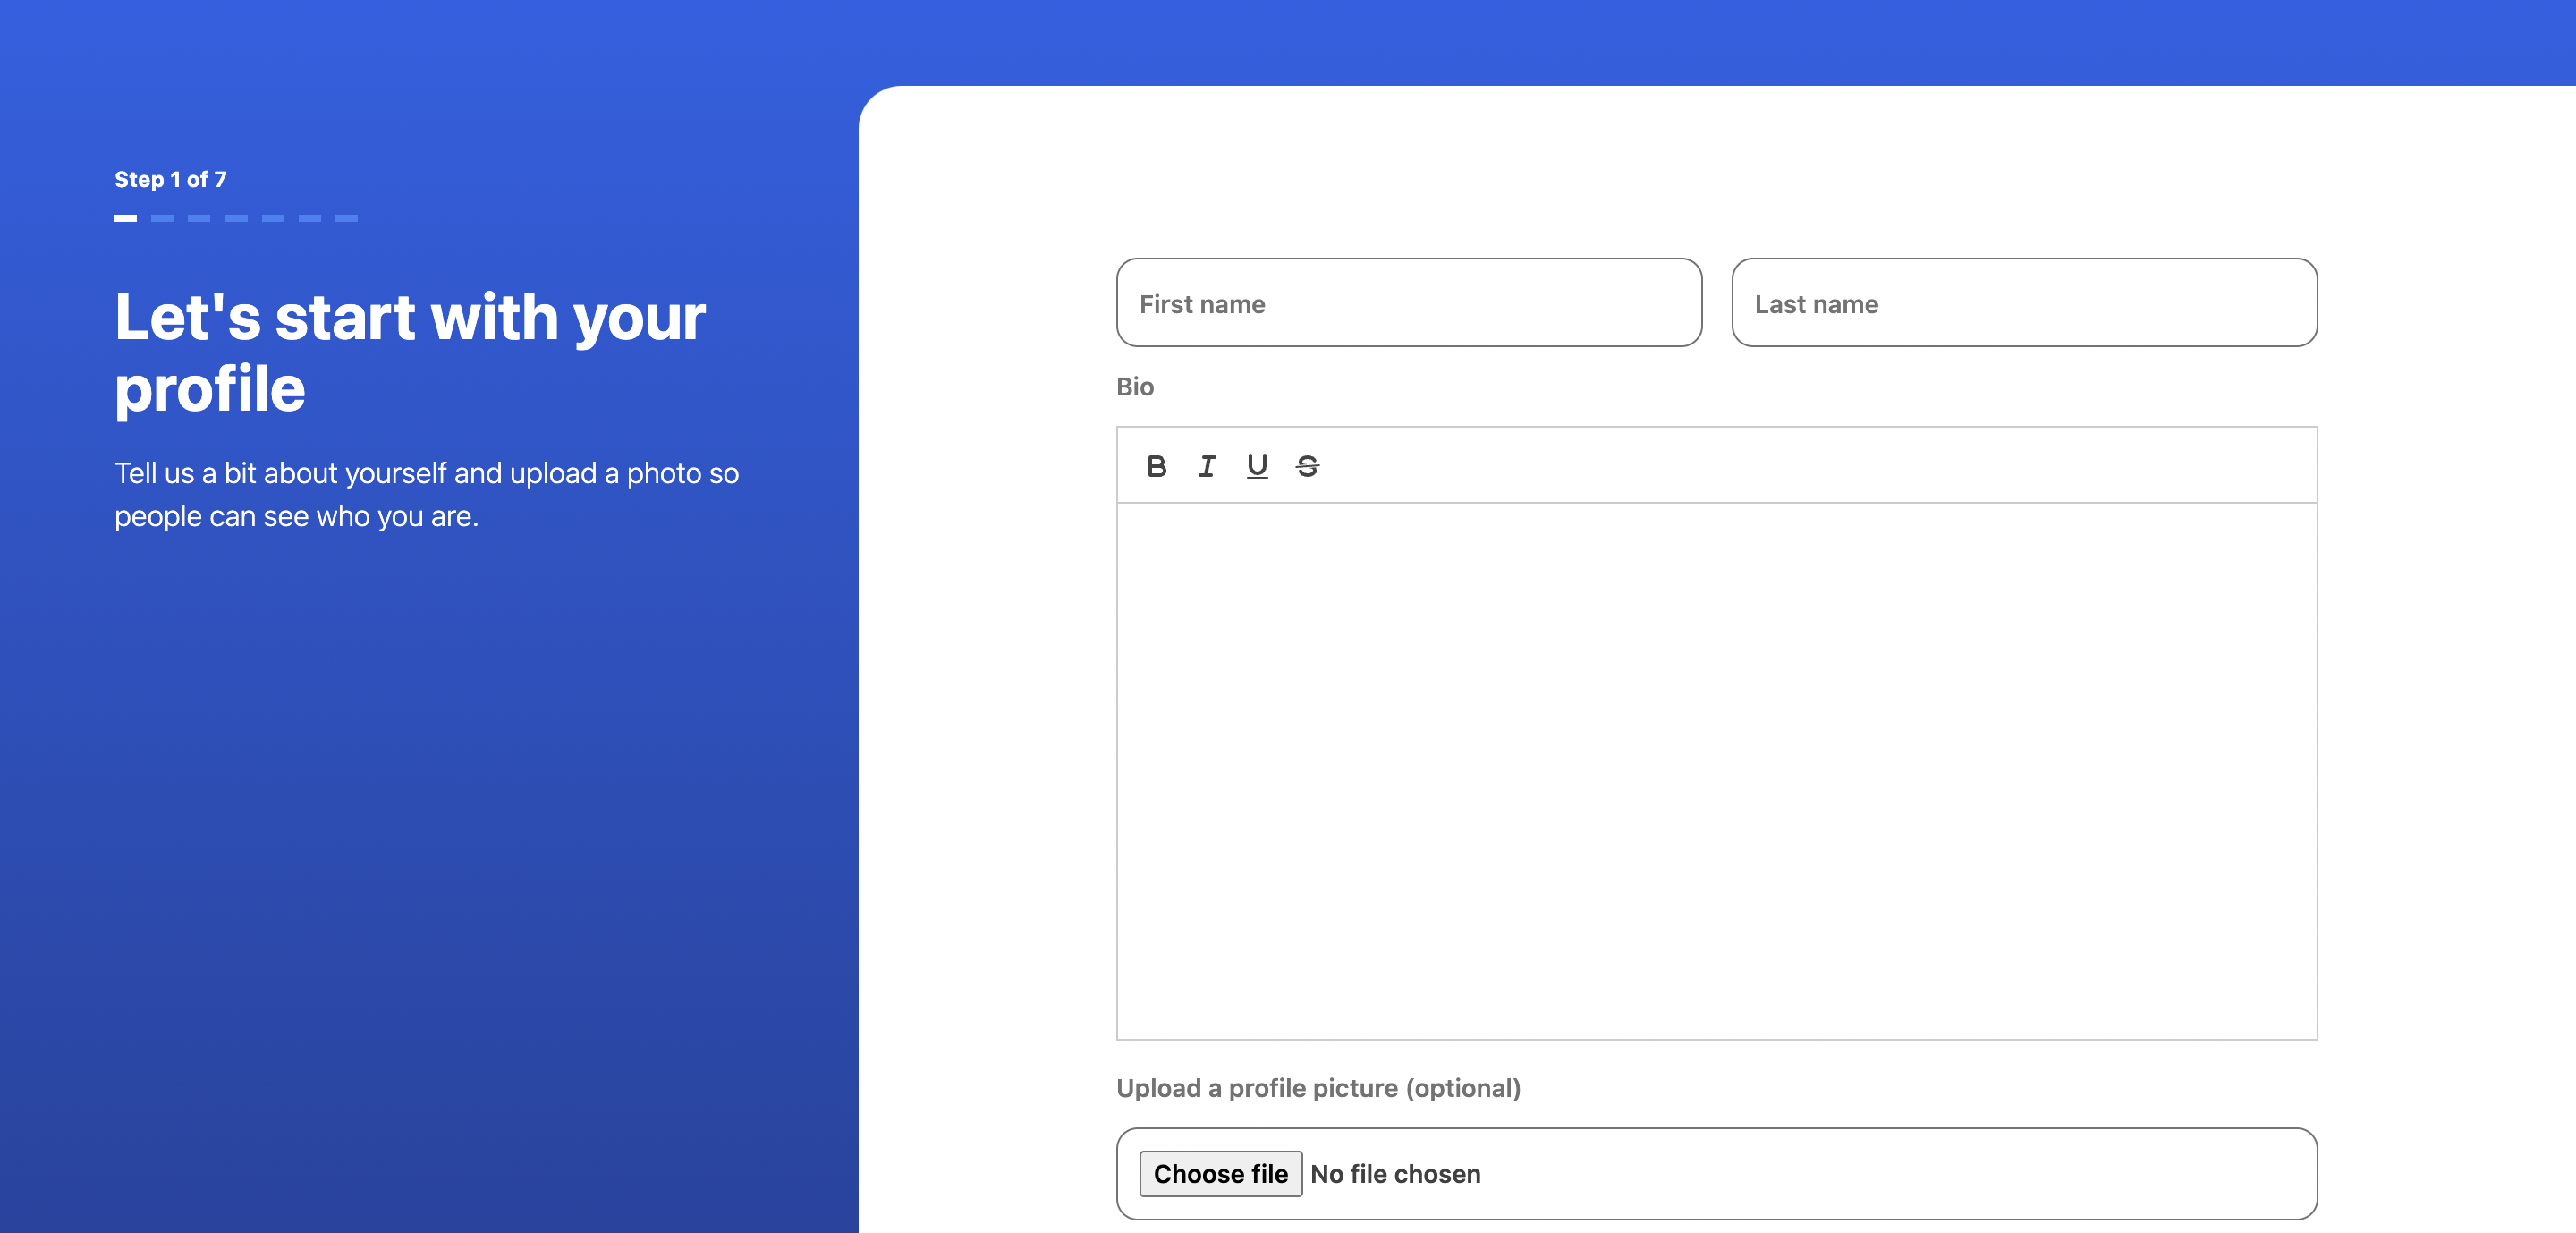 Step 1 of 7
Let's start with your
profile
Tell us a bit about yourself and upload a photo so
people can see who you are.
First name
Last name
Bio
B I U S
Upload a profile picture (optional)
Choose file No file chosen